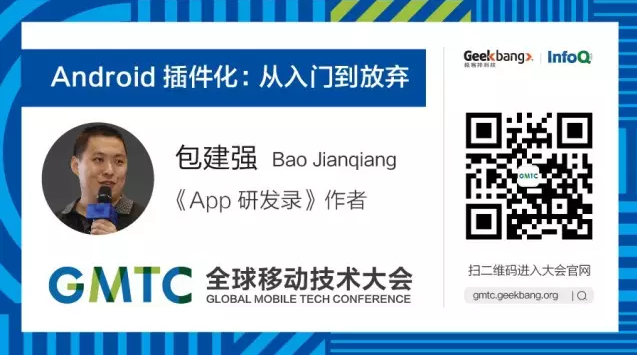 Android 插件化：从入门到放弃
Geekbang>.
极客邦科技
InfoQ
包建强 Bao Jianqiang
《App 研发录》作者
GMTC
GMTC 全球移动技术大会
GLOBAL MOBILE TECH CONFERENCE
扫二维码进入大会官网
gmtc.geekbang.org